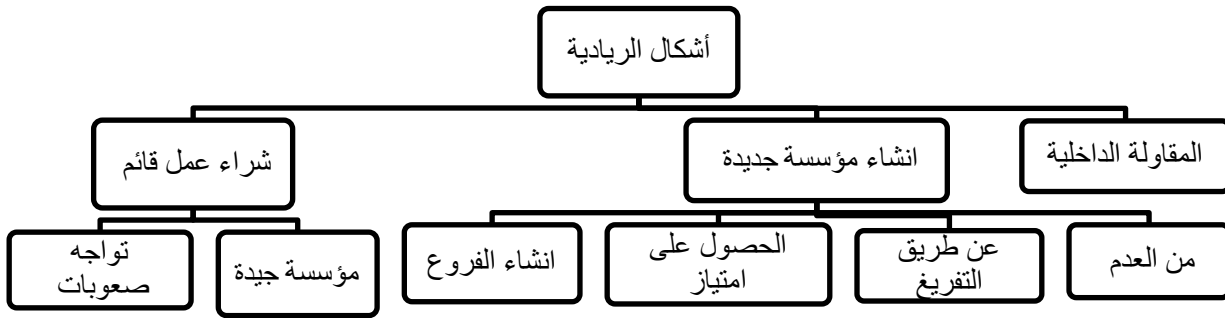 أشكال الريادية
المقاولة الداخلية
انشاء مؤسسة جديدة
شراء عمل قائم
من العدم
عن طريق
التفريغ
الحصول على
امتياز
انشاء الفروع
مؤسسة جيدة
تواجه
صعوبات